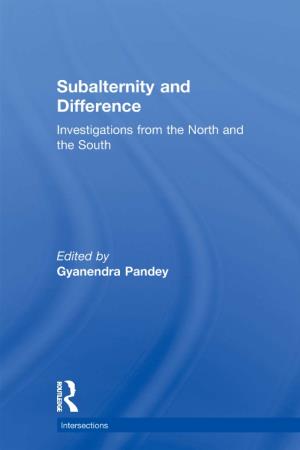 Subalternity and
Difference
Investigations from the North and
the South
Edited by
Gyanendra Pandey
ROUTLEDGE
Intersections